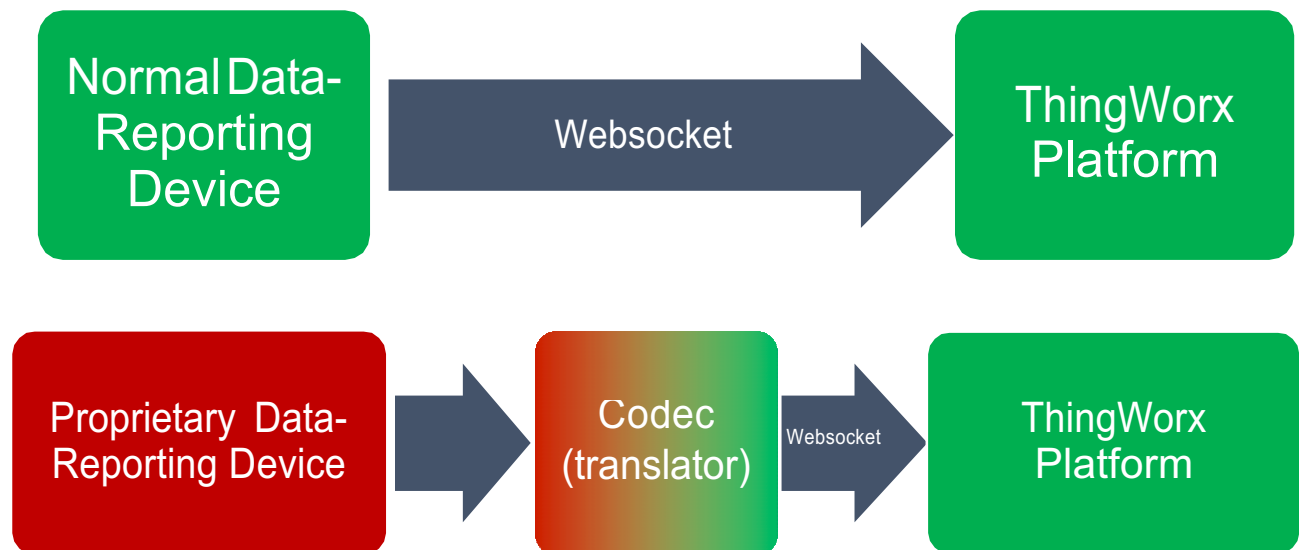 Normal Data-
Reporting
Device
Websocket
ThingWorx
Platform
Proprietary Data-
Reporting Device
Codec
(translator)
Websocket
ThingWorx
Platform